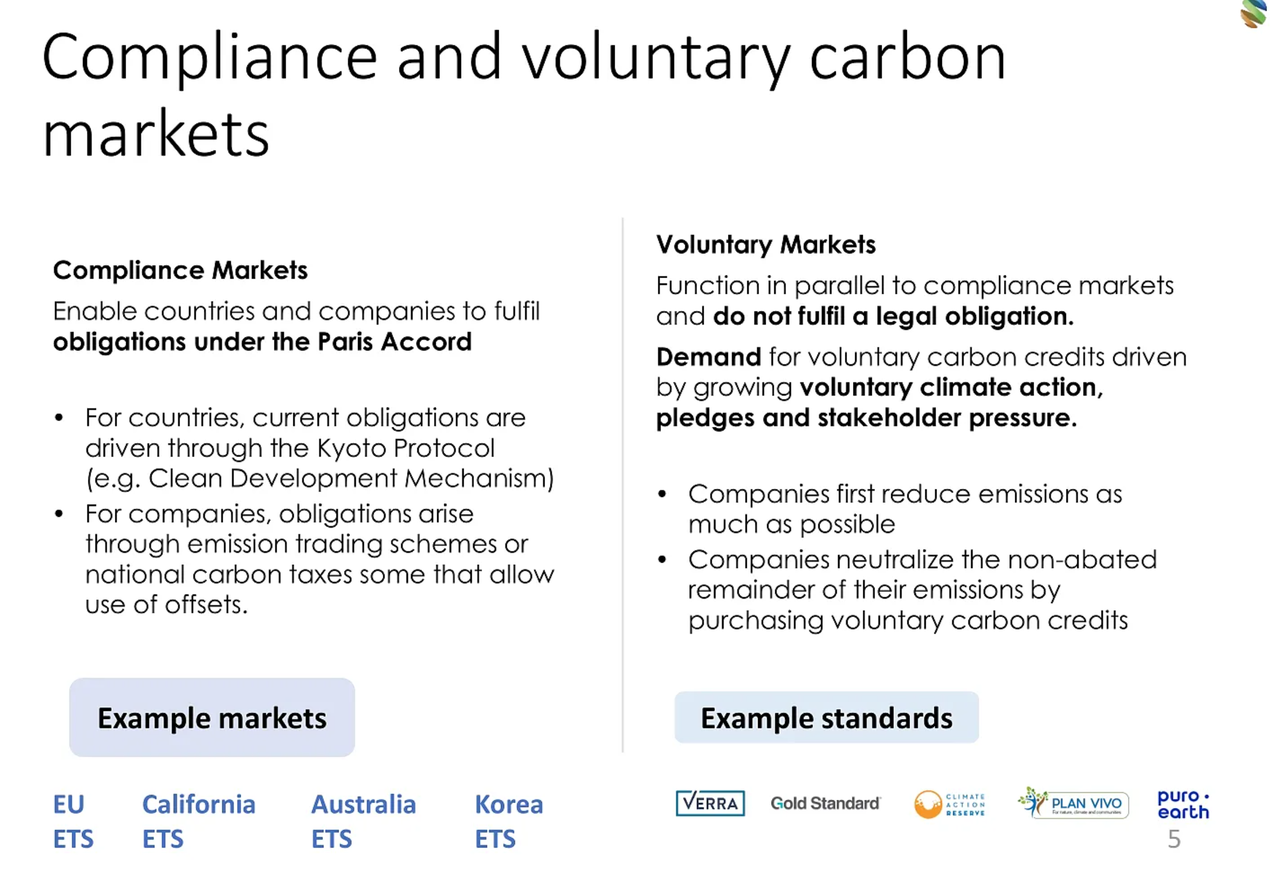 Compliance and voluntary carbon
markets
Compliance Markets
Enable countries and companies to fulfil
obligations under the Paris Accord
• For countries, current obligations are
driven through the Kyoto Protocol
(e.g. Clean Development Mechanism)
• For companies, obligations arise
through emission trading schemes or
national carbon taxes some that allow
use of offsets.
Example markets
EU
ETS
California
ETS
Australia
ETS
Korea
ETS
Voluntary Markets
Function in parallel to compliance markets
and do not fulfil a legal obligation.
Demand for voluntary carbon credits driven
by growing voluntary climate action,
pledges and stakeholder pressure.
• Companies first reduce emissions as
much as possible
• Companies neutralize the non-abated
remainder of their emissions by
purchasing voluntary carbon credits
Example standards
VERRA
Gold Standard
CLIMATE
ACTION
RESERVE
PLAN VIVO
For nature, climate and communities
puro·
earth
5